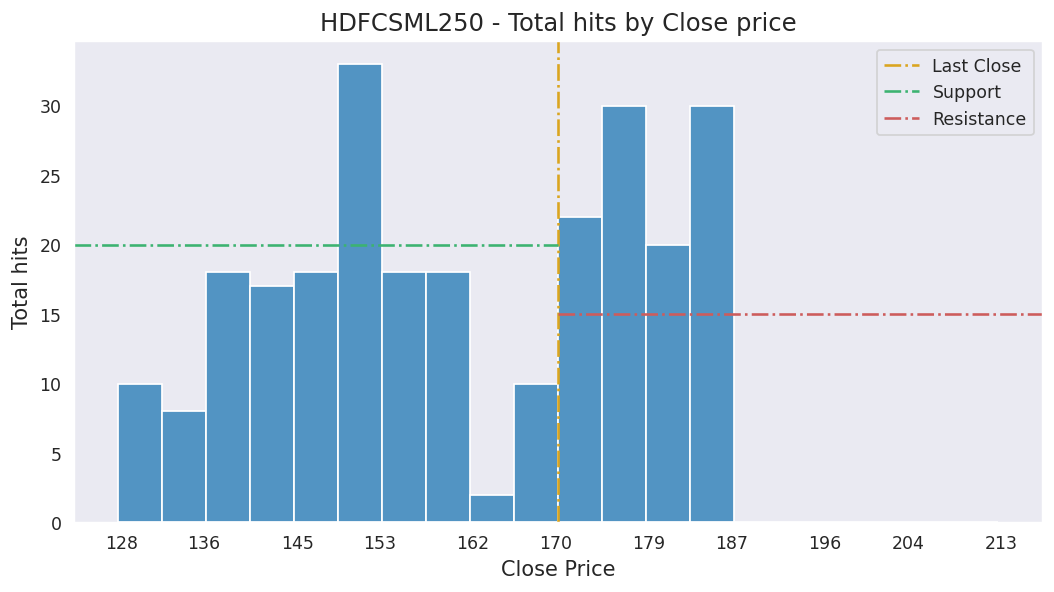 HDFCSML250 - Total hits by Close price
Last Close
Support
Resistance
Total hits
30
25
20
15
10
5
0
128 136 145 153 162 170 179 187 196 204 213
Close Price